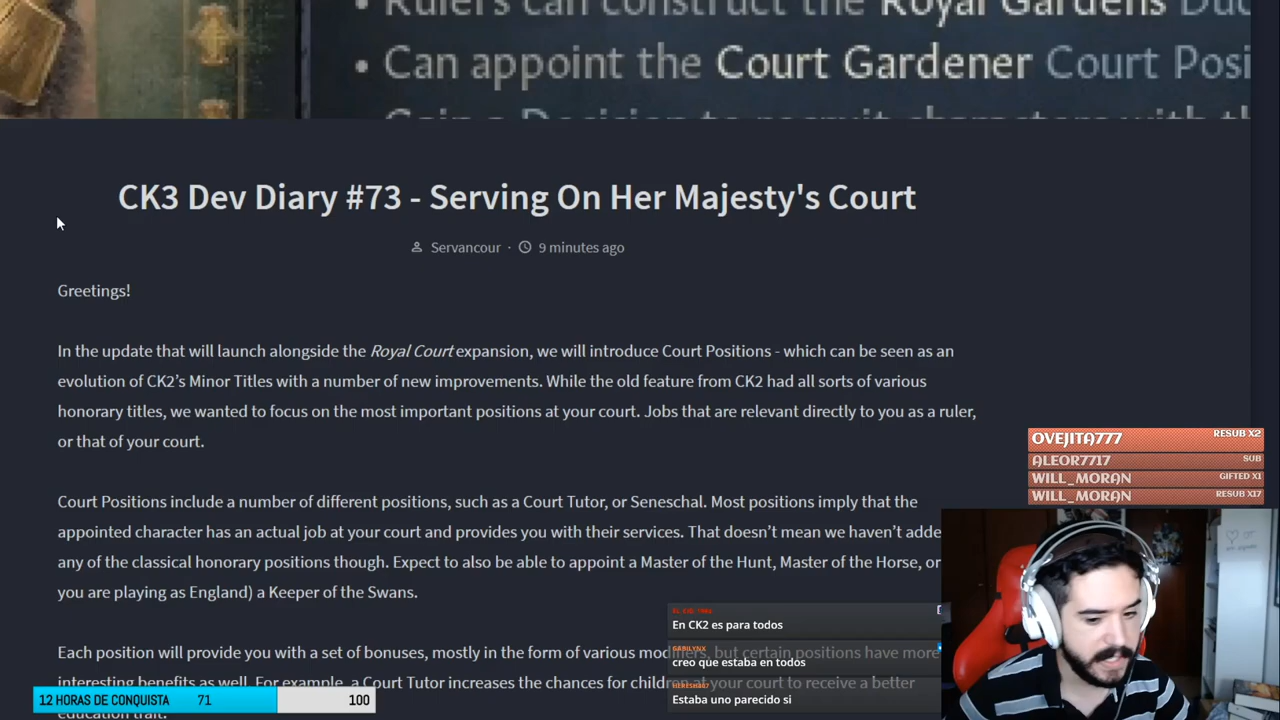 Rulers can construct the Royal Gardens Duc
• Can appoint the Court Gardener Court Posi
Gain a Decision to recruit characters with th
CK3 Dev Diary #73 - Serving On Her Majesty's Court
Servancour · 9 minutes ago
Greetings!
In the update that will launch alongside the Royal Court expansion, we will introduce Court Positions - which can be seen as an
evolution of CK2's Minor Titles with a number of new improvements. While the old feature from CK2 had all sorts of various
honorary titles, we wanted to focus on the most important positions at your court. Jobs that are relevant directly to you as a ruler,
or that of your court.
Court Positions include a number of different positions, such as a Court Tutor, or Seneschal. Most positions imply that the
appointed character has an actual job at your court and provides you with their services. That doesn't mean we haven't adde
any of the classical honorary positions though. Expect to also be able to appoint a Master of the Hunt, Master of the Horse, or
you are playing as England) a Keeper of the Swans.
Each position will provide you with a set of bonuses, mostly in the form of various modifiers, but certain positions have more
interesting benefits as well. For example, a Court Tutor increases the chances for children at your court to receive a better
education trait.
OVEJITA777 RESUB X2
ALEOR7717 SUB
WILL_MORAN GIFTED X1
WILL_MORAN RESUB X17
En CK2 es para todos
creo que estaba en todos
Estaba uno parecido si
12 HORAS DE CONQUISTA 71 100